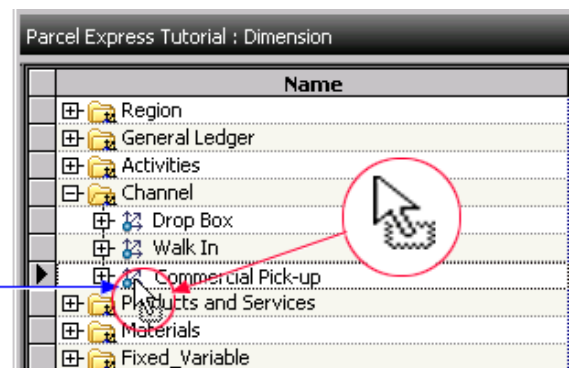 Parcel Express Tutorial : Dimension
Name
Region
General Ledger
Activities
Channel
Drop Box
Walk In
Commercial Pick-up
Products and Services
Materials
Fixed_Variable